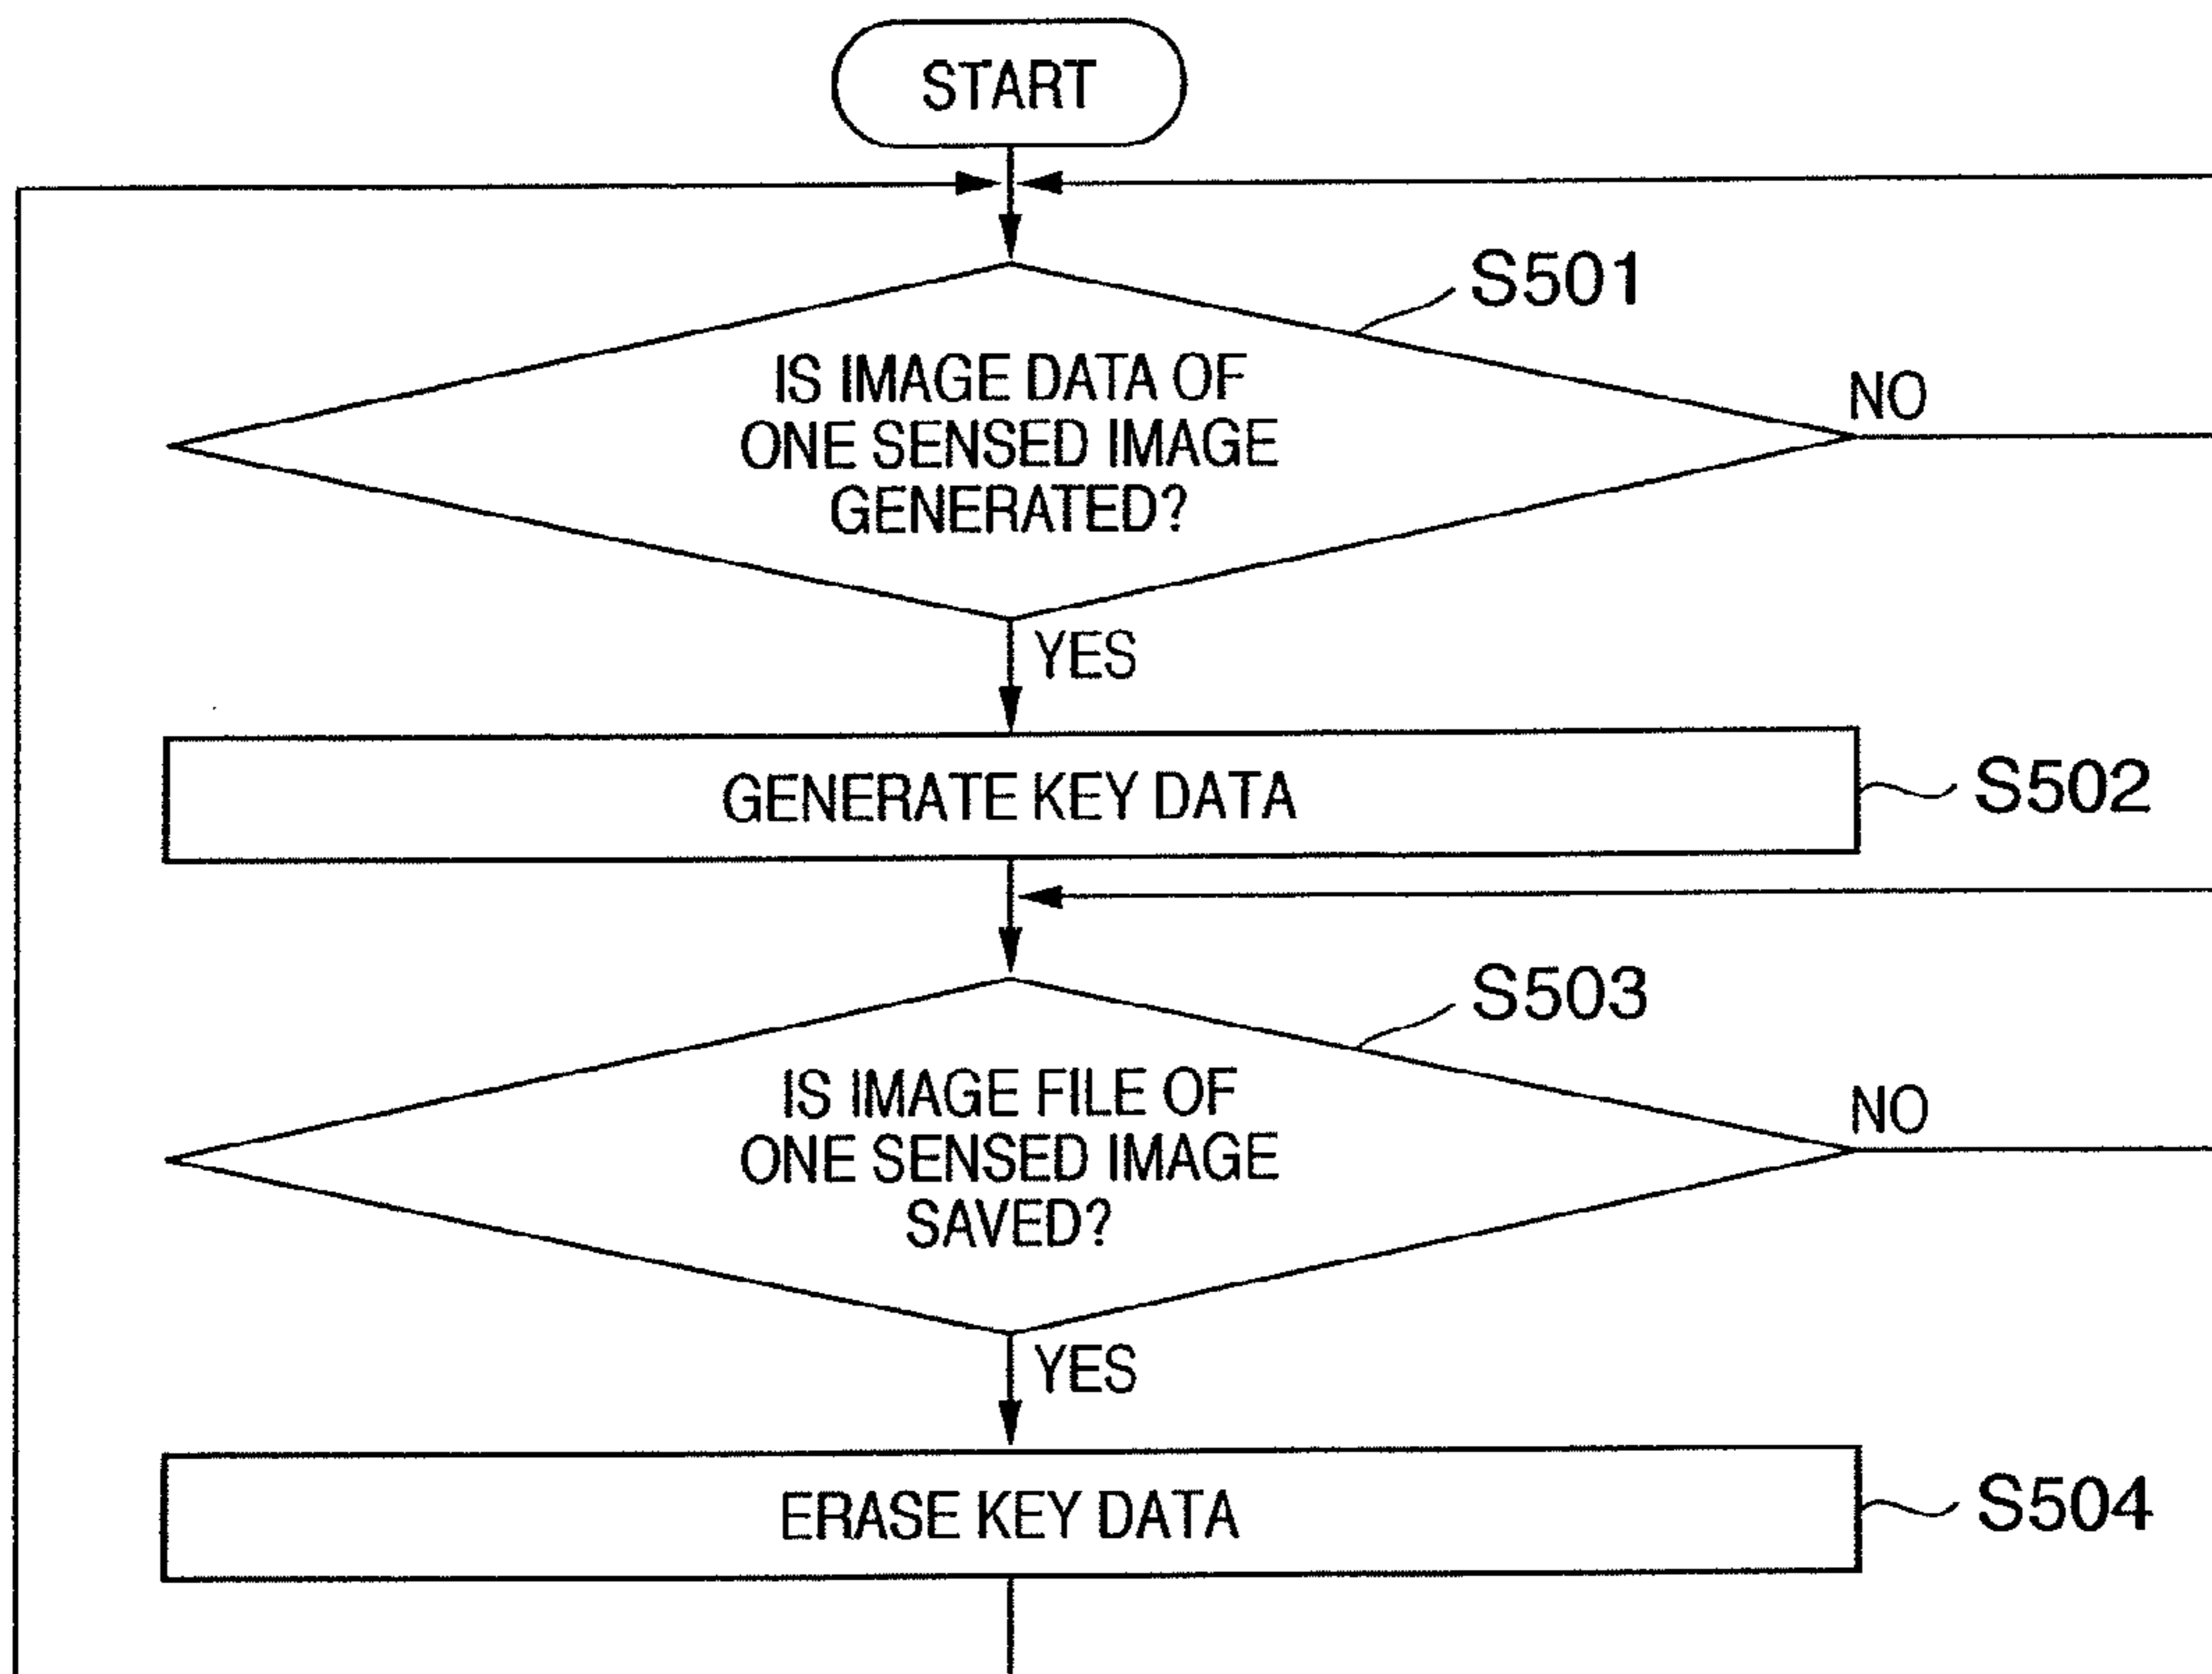 START
S501
IS IMAGE DATA OF
ONE SENSED IMAGE
GENERATED?
NO
YES
GENERATE KEY DATA
S502
S503
IS IMAGE FILE OF
ONE SENSED IMAGE
SAVED?
NO
YES
ERASE KEY DATA
S504